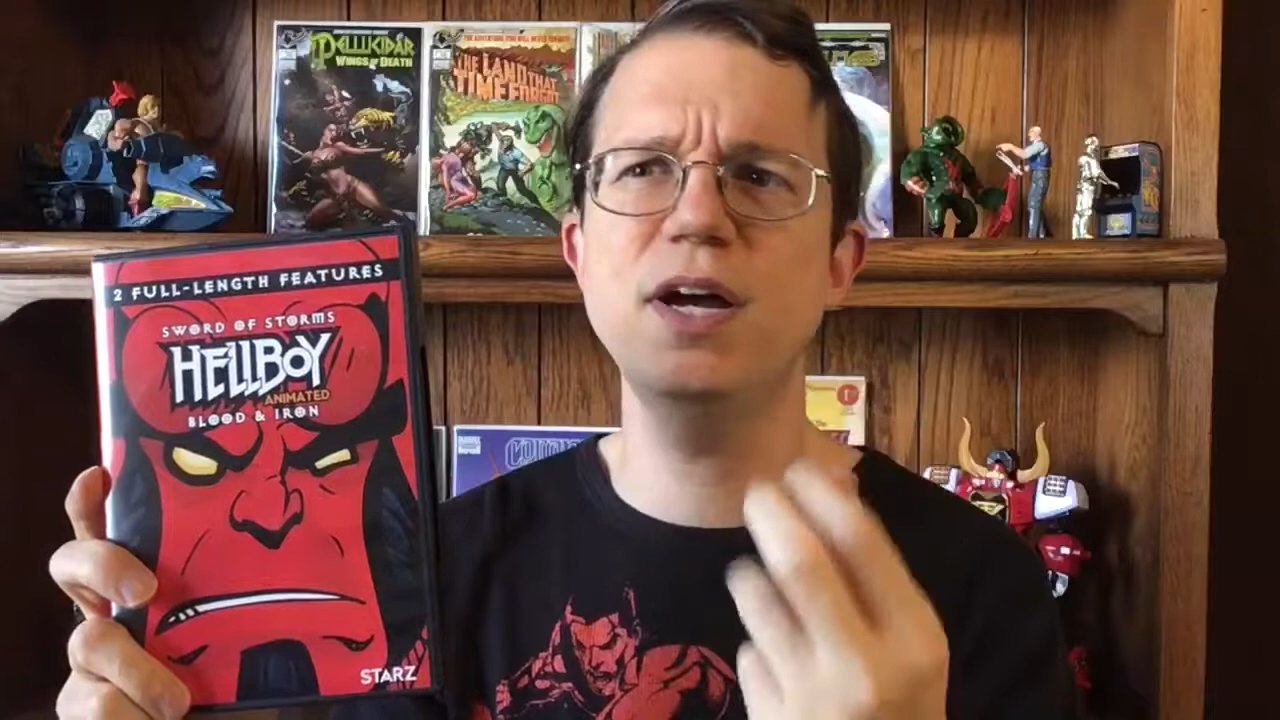 PELLUCIDAR
WINGS OF DEATH
THE LAND THAT
TIME FORGOT
2 FULL-LENGTH FEATURES
SWORD OF STORMS
HELLBOY
ANIMATED
BLOOD & IRON
STARZ